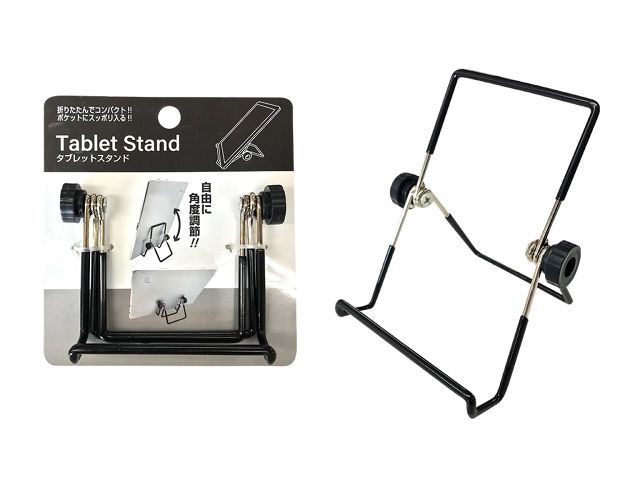 折りたたんでコンパクト!!
ポケットにスッポリ入る!!
Tablet Stand
タブレットスタンド
自由に
角度調節!!